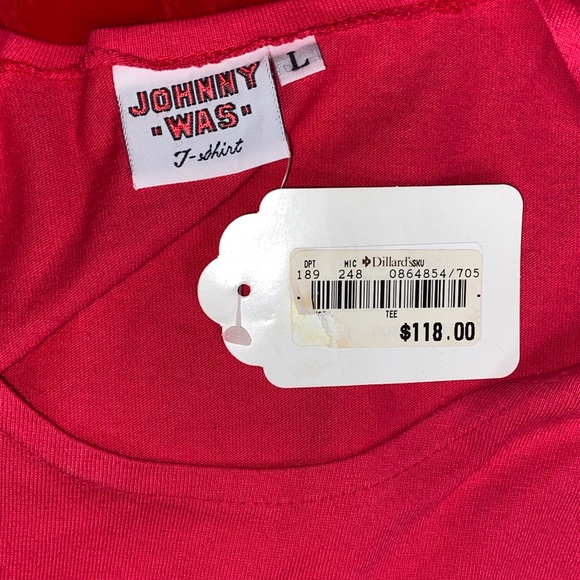 JOHNNY
"WAS"
T-shirt
L
DPT MIC Dillard's SKU
189 248 0864854/705
TEE
$118.00